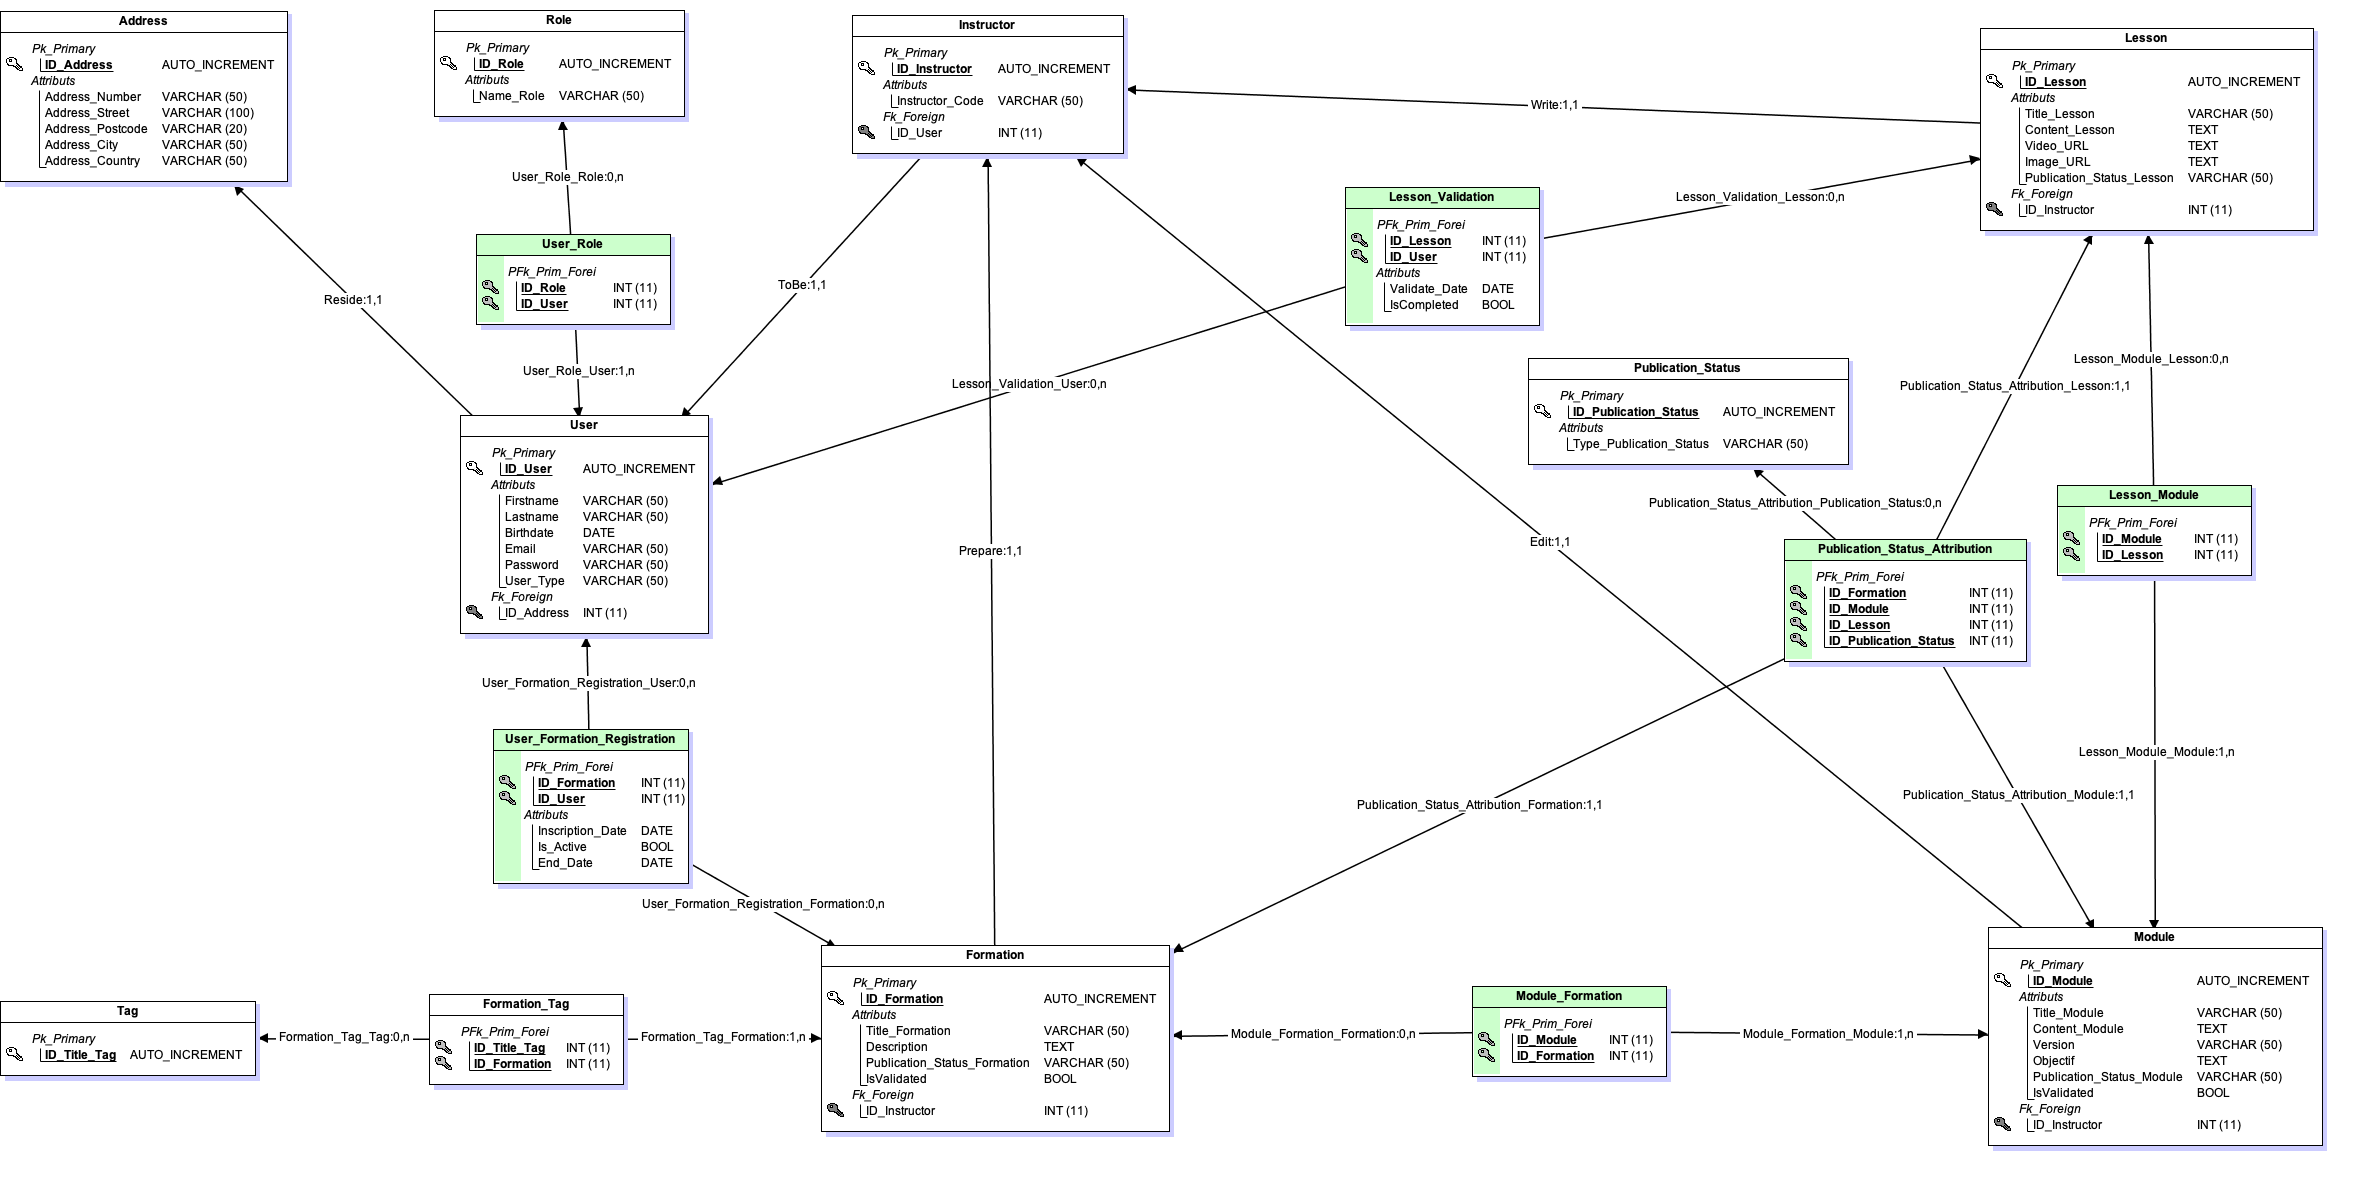 Address
Pk_Primary
ID_Address AUTO_INCREMENT
Attributs
Address_Number VARCHAR (50)
Address_Street VARCHAR (100)
Address_Postcode VARCHAR (20)
Address_City VARCHAR (50)
Address_Country VARCHAR (50)
Role
Pk_Primary
ID_Role AUTO_INCREMENT
Attributs
Name_Role VARCHAR (50)
Instructor
Pk_Primary
ID_Instructor AUTO_INCREMENT
Attributs
Instructor_Code VARCHAR (50)
Fk_Foreign
ID_User INT (11)
Lesson
Pk_Primary
ID_Lesson AUTO_INCREMENT
Attributs
Title_Lesson VARCHAR (50)
Content_Lesson TEXT
Video_URL TEXT
Image_URL TEXT
Publication_Status_Lesson VARCHAR (50)
Fk_Foreign
ID_Instructor INT (11)
Write:1,1
User_Role_Role:0,n
Lesson_Validation
PFk_Prim_Forei
ID_Lesson INT (11)
ID_User INT (11)
Attributs
Validate_Date DATE
IsCompleted BOOL
Lesson_Validation_Lesson:0,n
User_Role
PFk_Prim_Forei
ID_Role INT (11)
ID_User INT (11)
Reside:1,1
ToBe:1,1
User_Role_User:1,n
Lesson_Validation_User:0,n
Publication_Status
Pk_Primary
ID_Publication_Status AUTO_INCREMENT
Attributs
Type_Publication_Status VARCHAR (50)
Lesson_Module_Lesson:0,n
Publication_Status_Attribution_Lesson:1,1
User
Pk_Primary
ID_User AUTO_INCREMENT
Attributs
Firstname VARCHAR (50)
Lastname VARCHAR (50)
Birthdate DATE
Email VARCHAR (50)
Password VARCHAR (50)
User_Type VARCHAR (50)
Fk_Foreign
ID_Address INT (11)
Publication_Status_Attribution_Publication_Status:0,n
Lesson_Module
PFk_Prim_Forei
ID_Module INT (11)
ID_Lesson INT (11)
Prepare:1,1
Edit:1,1
Publication_Status_Attribution
PFk_Prim_Forei
ID_Formation INT (11)
ID_Module INT (11)
ID_Lesson INT (11)
ID_Publication_Status INT (11)
User_Formation_Registration_User:0,n
User_Formation_Registration
PFk_Prim_Forei
ID_Formation INT (11)
ID_User INT (11)
Attributs
Inscription_Date DATE
Is_Active BOOL
End_Date DATE
Lesson_Module_Module:1,n
Publication_Status_Attribution_Module:1,1
Publication_Status_Attribution_Formation:1,1
User_Formation_Registration_Formation:0,n
Tag
Pk_Primary
ID_Title_Tag AUTO_INCREMENT
Formation_Tag_Tag:0,n
Formation_Tag
PFk_Prim_Forei
ID_Title_Tag INT (11)
ID_Formation INT (11)
Formation_Tag_Formation:1,n
Formation
Pk_Primary
ID_Formation AUTO_INCREMENT
Attributs
Title_Formation VARCHAR (50)
Description TEXT
Publication_Status_Formation VARCHAR (50)
IsValidated BOOL
Fk_Foreign
ID_Instructor INT (11)
Module_Formation_Formation:0,n
Module_Formation
PFk_Prim_Forei
ID_Module INT (11)
ID_Formation INT (11)
Module_Formation_Module:1,n
Module
Pk_Primary
ID_Module AUTO_INCREMENT
Attributs
Title_Module VARCHAR (50)
Content_Module TEXT
Version VARCHAR (50)
Objectif TEXT
Publication_Status_Module VARCHAR (50)
IsValidated BOOL
Fk_Foreign
ID_Instructor INT (11)